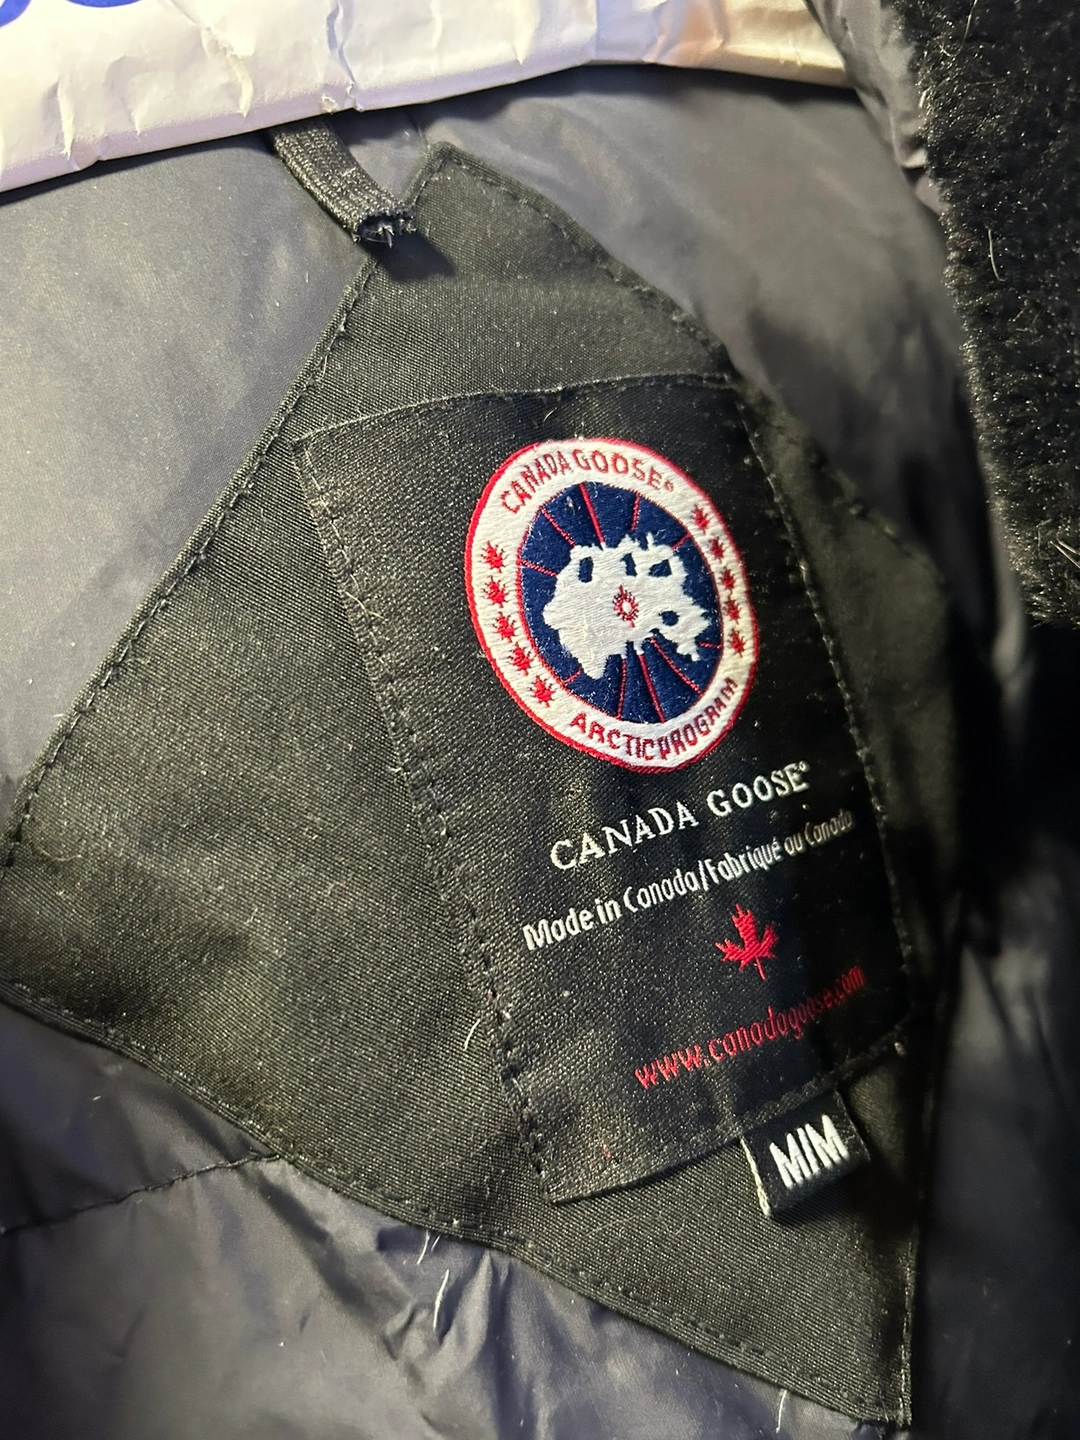 CANADA GOOSE®
ARCTIC PROGRAM
CANADA GOOSE®
Made in Canada/Fabriqué au Canada
www.canadagoose.com
M/M